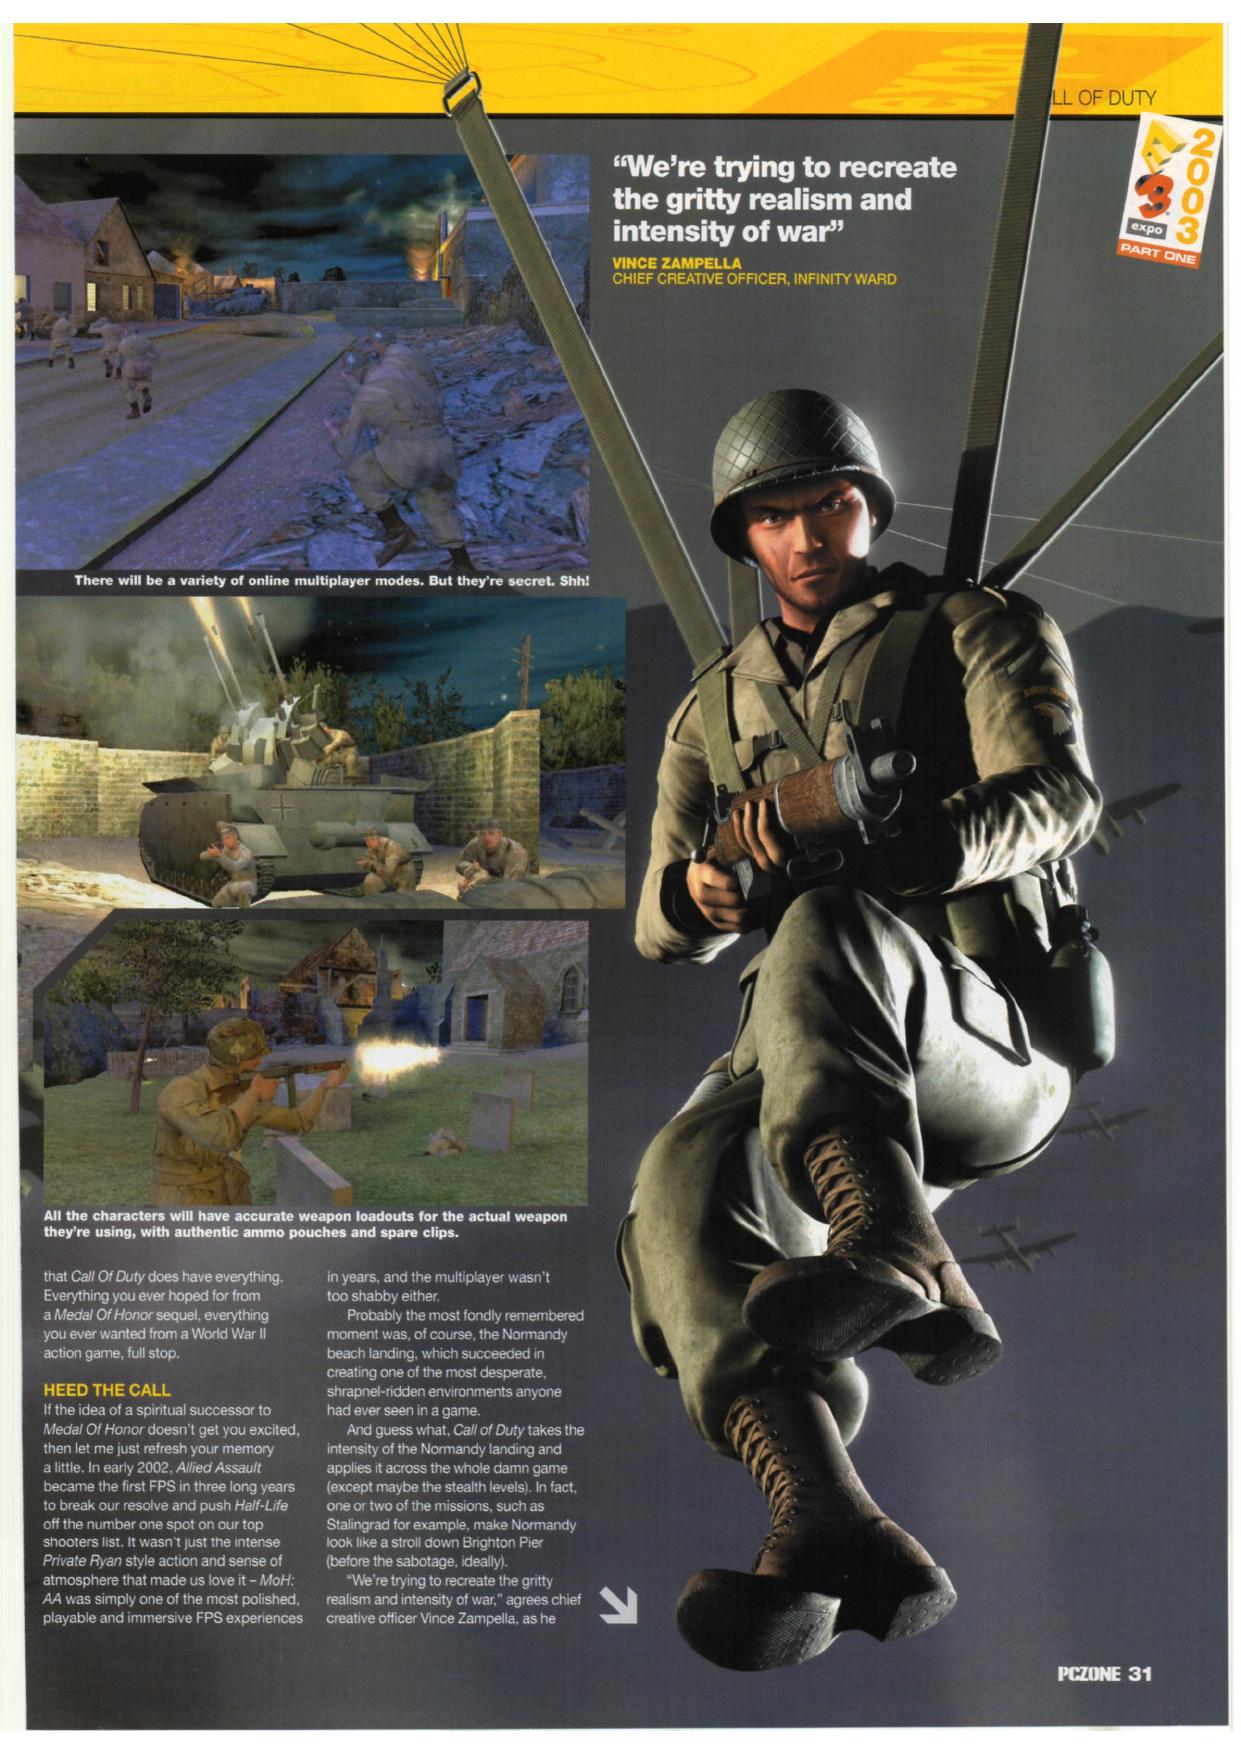 LL OF DUTY
E3
expo
2003
PART ONE
“We’re trying to recreate
the gritty realism and
intensity of war”
VINCE ZAMPELLA
CHIEF CREATIVE OFFICER, INFINITY WARD
There will be a variety of online multiplayer modes. But they’re secret. Shh!
AIRBORNE
All the characters will have accurate weapon loadouts for the actual weapon
they’re using, with authentic ammo pouches and spare clips.
that Call Of Duty does have everything.
Everything you ever hoped for from
a Medal Of Honor sequel, everything
you ever wanted from a World War II
action game, full stop.
HEED THE CALL
If the idea of a spiritual successor to
Medal Of Honor doesn’t get you excited,
then let me just refresh your memory
a little. In early 2002, Allied Assault
became the first FPS in three long years
to break our resolve and push Half-Life
off the number one spot on our top
shooters list. It wasn’t just the intense
Private Ryan style action and sense of
atmosphere that made us love it – MoH:
AA was simply one of the most polished,
playable and immersive FPS experiences
in years, and the multiplayer wasn’t
too shabby either.
Probably the most fondly remembered
moment was, of course, the Normandy
beach landing, which succeeded in
creating one of the most desperate,
shrapnel-ridden environments anyone
had ever seen in a game.
And guess what, Call of Duty takes the
intensity of the Normandy landing and
applies it across the whole damn game
(except maybe the stealth levels). In fact,
one or two of the missions, such as
Stalingrad for example, make Normandy
look like a stroll down Brighton Pier
(before the sabotage, ideally).
“We’re trying to recreate the gritty
realism and intensity of war,” agrees chief
creative officer Vince Zampella, as he
PCZONE 31